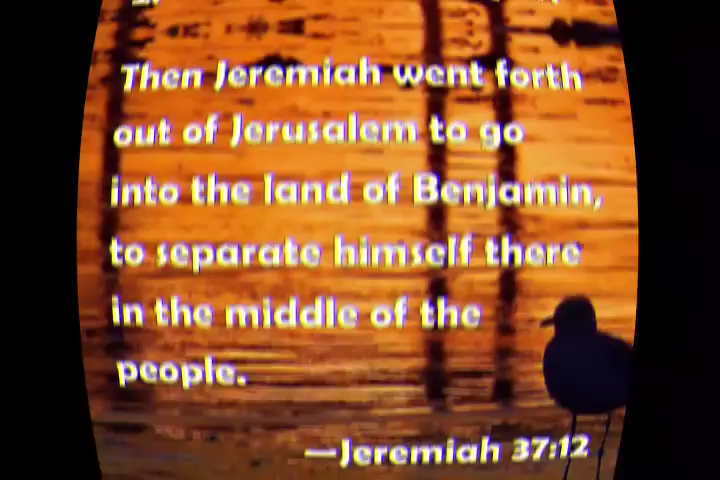 Then Jeremiah went forth
out of Jerusalem to go
into the land of Benjamin,
to separate himself there
in the middle of the
people.
—Jeremiah 37:12